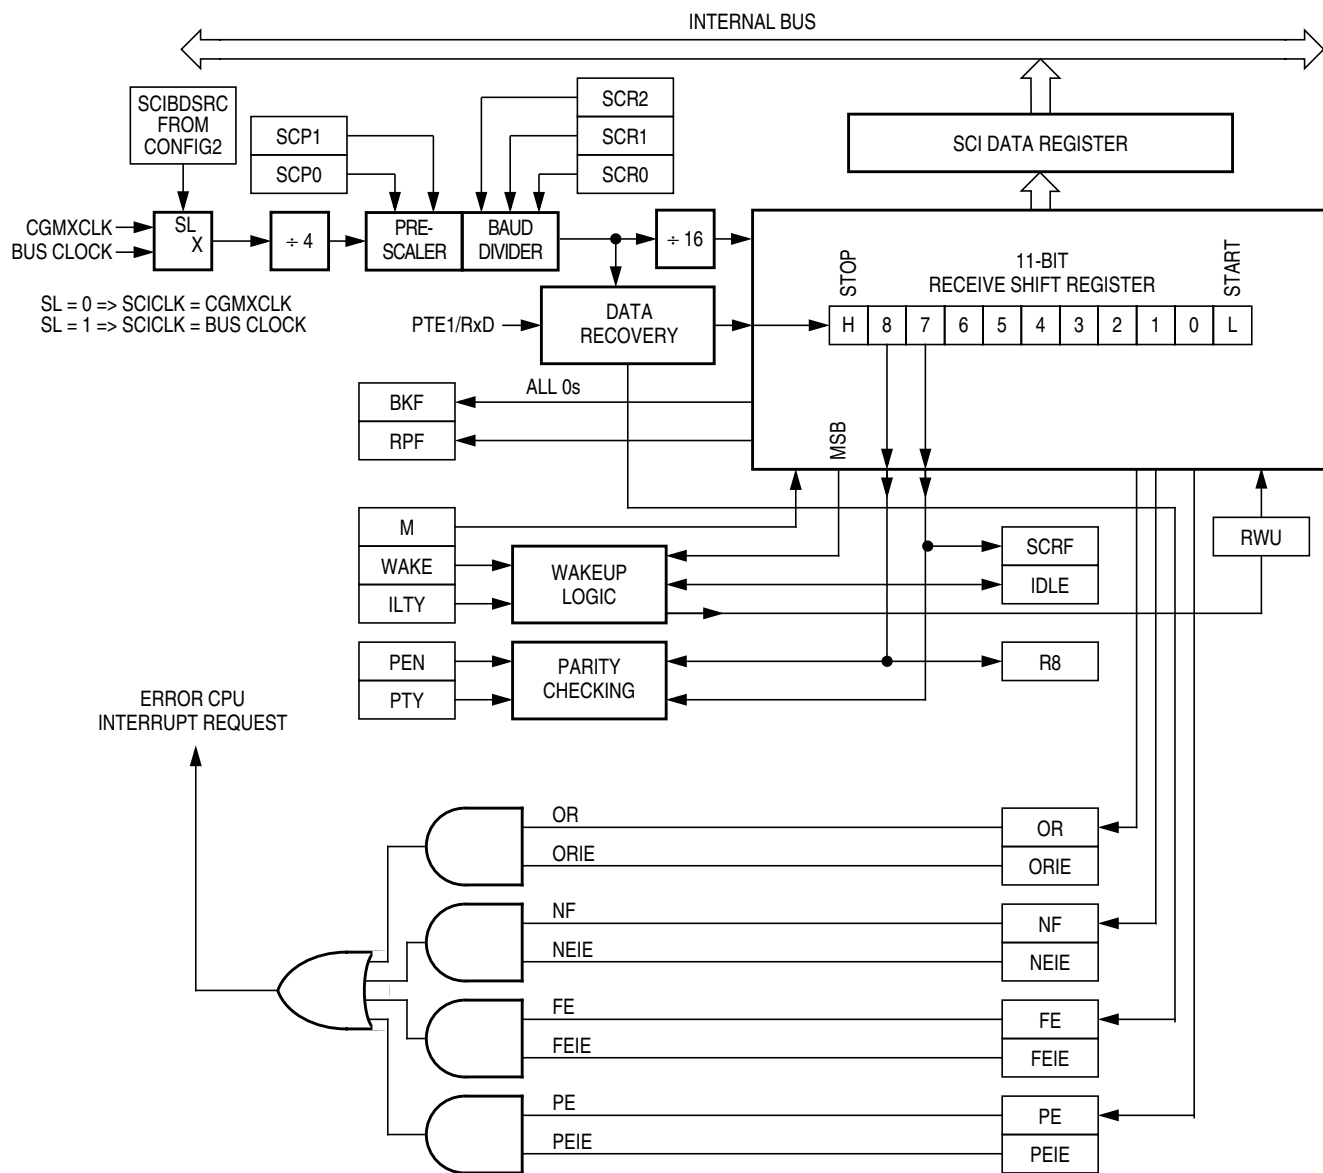 INTERNAL BUS
SCIBDSRC
FROM
CONFIG2
SCP1
SCP0
SCR2
SCR1
SCR0
SCI DATA REGISTER
CGMXCLK
BUS CLOCK
SL
X
÷ 4
PRE-
SCALER
BAUD
DIVIDER
÷ 16
SL = 0 => SCICLK = CGMXCLK
SL = 1 => SCICLK = BUS CLOCK
PTE1/RxD
DATA
RECOVERY
STOP
11-BIT
RECEIVE SHIFT REGISTER
START
H 8 7 6 5 4 3 2 1 0 L
ALL 0s
BKF
RPF
MSB
M
WAKE
ILTY
WAKEUP
LOGIC
SCRF
IDLE
RWU
PEN
PTY
PARITY
CHECKING
R8
ERROR CPU
INTERRUPT REQUEST
OR
OR
ORIE
ORIE
NF
NF
NEIE
NEIE
FE
FE
FEIE
FEIE
PE
PE
PEIE
PEIE